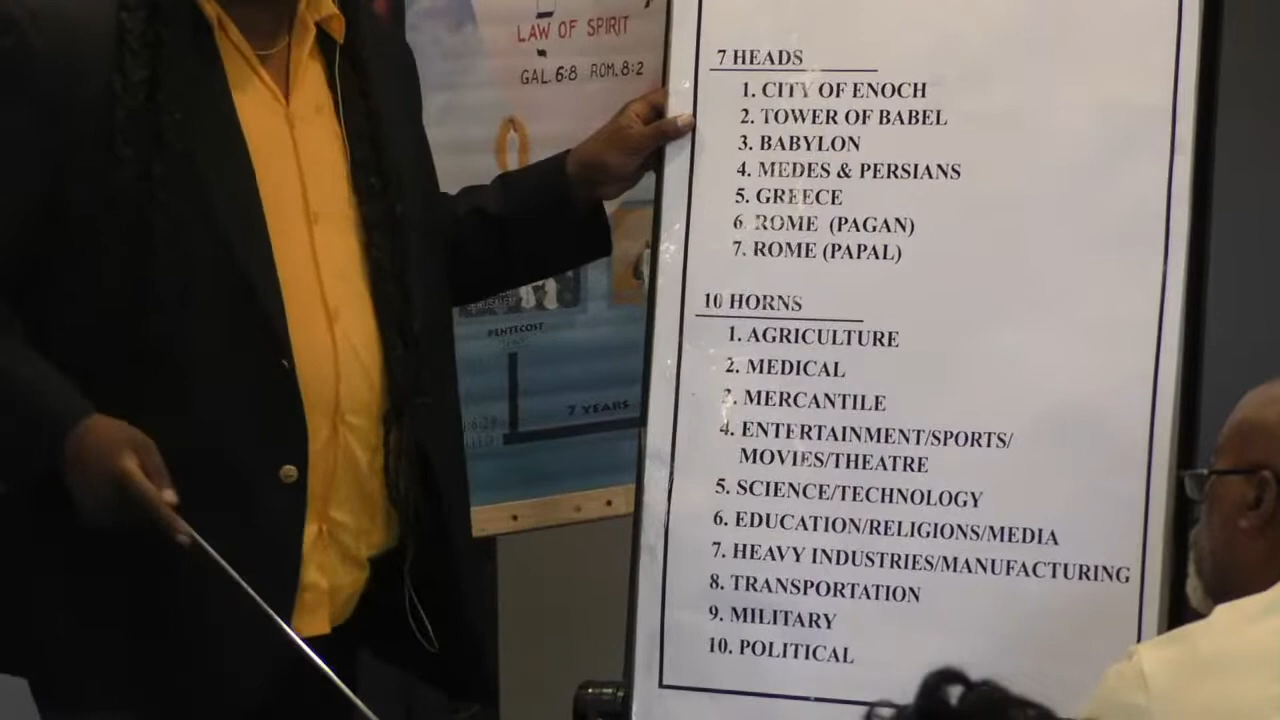 LAW OF SPIRIT
GAL. 6:8 ROM. 8:2
PENTECOST
7 YEARS
7 HEADS
1. CITY OF ENOCH
2. TOWER OF BABEL
3. BABYLON
4. MEDES & PERSIANS
5. GREECE
6. ROME (PAGAN)
7. ROME (PAPAL)
10 HORNS
1. AGRICULTURE
2. MEDICAL
3. MERCANTILE
4. ENTERTAINMENT/SPORTS/
MOVIES/THEATRE
5. SCIENCE/TECHNOLOGY
6. EDUCATION/RELIGIONS/MEDIA
7. HEAVY INDUSTRIES/MANUFACTURING
8. TRANSPORTATION
9. MILITARY
10. POLITICAL